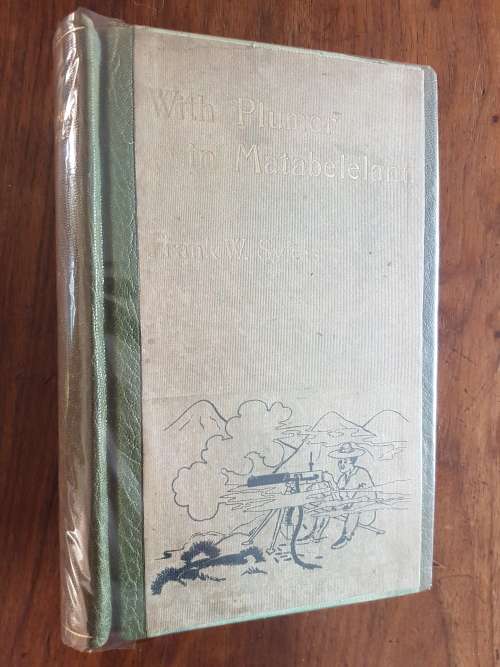 With Plumer
in Matabeleland
Frank W. Sykes